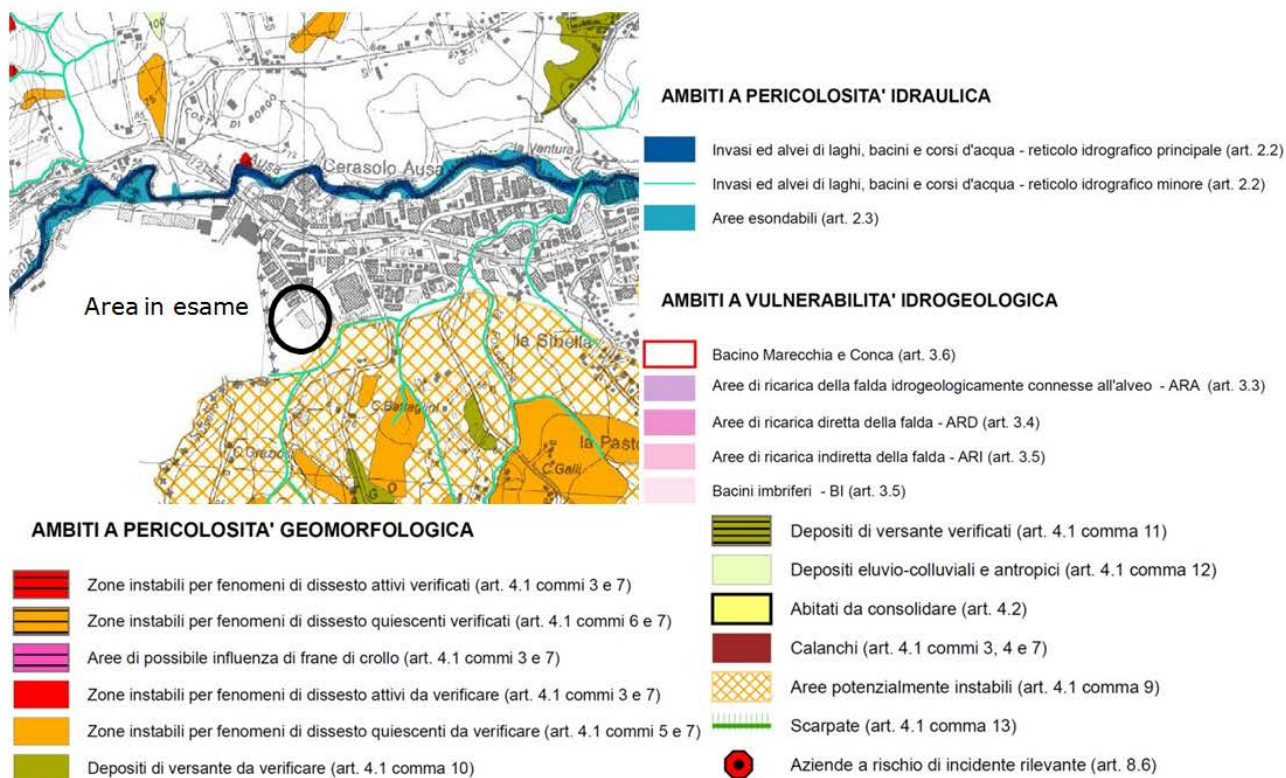 COSTA DI BORGO
AUSA
Cerasolo Ausa
la Ventura
Area in esame
la Sibella
C. Battaglini
C. Graziosi
la Pasto
C. Galli
AMBITI A PERICOLOSITA' IDRAULICA
Invasi ed alvei di laghi, bacini e corsi d'acqua - reticolo idrografico principale (art. 2.2)
Invasi ed alvei di laghi, bacini e corsi d'acqua - reticolo idrografico minore (art. 2.2)
Aree esondabili (art. 2.3)
AMBITI A VULNERABILITA' IDROGEOLOGICA
Bacino Marecchia e Conca (art. 3.6)
Aree di ricarica della falda idrogeologicamente connesse all'alveo - ARA (art. 3.3)
Aree di ricarica diretta della falda - ARD (art. 3.4)
Aree di ricarica indiretta della falda - ARI (art. 3.5)
Bacini imbriferi - BI (art. 3.5)
AMBITI A PERICOLOSITA' GEOMORFOLOGICA
Zone instabili per fenomeni di dissesto attivi verificati (art. 4.1 commi 3 e 7)
Zone instabili per fenomeni di dissesto quiescenti verificati (art. 4.1 commi 6 e 7)
Aree di possibile influenza di frane di crollo (art. 4.1 commi 3 e 7)
Zone instabili per fenomeni di dissesto attivi da verificare (art. 4.1 commi 3 e 7)
Zone instabili per fenomeni di dissesto quiescenti da verificare (art. 4.1 commi 5 e 7)
Depositi di versante da verificare (art. 4.1 comma 10)
Depositi di versante verificati (art. 4.1 comma 11)
Depositi eluvio-colluviali e antropici (art. 4.1 comma 12)
Abitati da consolidare (art. 4.2)
Calanchi (art. 4.1 commi 3, 4 e 7)
Aree potenzialmente instabili (art. 4.1 comma 9)
Scarpate (art. 4.1 comma 13)
Aziende a rischio di incidente rilevante (art. 8.6)